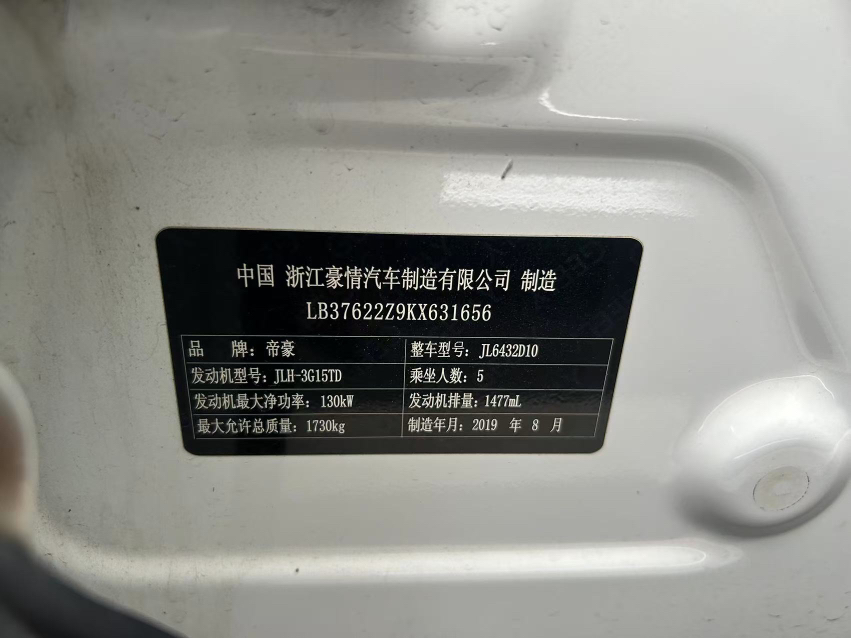 中国 浙江豪情汽车制造有限公司 制造
LB37622Z9KX631656
品 牌：帝豪 整车型号：JL6432D10
发动机型号：JLH-3G15TD 乘坐人数：5
发动机最大净功率：130kW 发动机排量：1477mL
最大允许总质量：1730kg 制造年月：2019 年 8 月